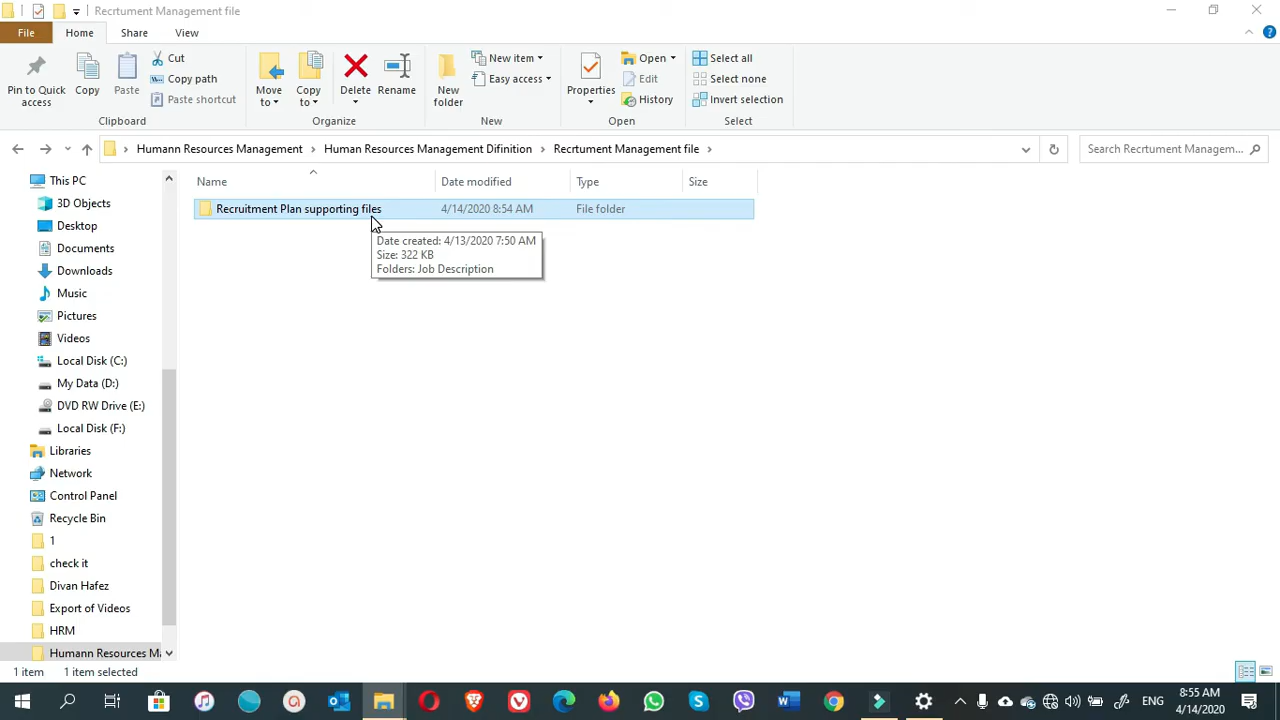 Recrtument Management file
File
Home
Share
View
Pin to Quick access
Copy
Paste
Cut
Copy path
Paste shortcut
Clipboard
Move to
Copy to
Delete
Rename
Organize
New folder
New item
Easy access
New
Properties
Open
Edit
History
Open
Select all
Select none
Invert selection
Select
Humann Resources Management
Human Resources Management Difinition
Recrtument Management file
Search Recrtument Managem...
Name
Date modified
Type
Size
Recruitment Plan supporting files
4/14/2020 8:54 AM
File folder
Date created: 4/13/2020 7:50 AM
Size: 322 KB
Folders: Job Description
This PC
3D Objects
Desktop
Documents
Downloads
Music
Pictures
Videos
Local Disk (C:)
My Data (D:)
DVD RW Drive (E:)
Local Disk (F:)
Libraries
Network
Control Panel
Recycle Bin
1
check it
Divan Hafez
Export of Videos
HRM
Humann Resources Ma
1 item
1 item selected
ENG
8:55 AM
4/14/2020